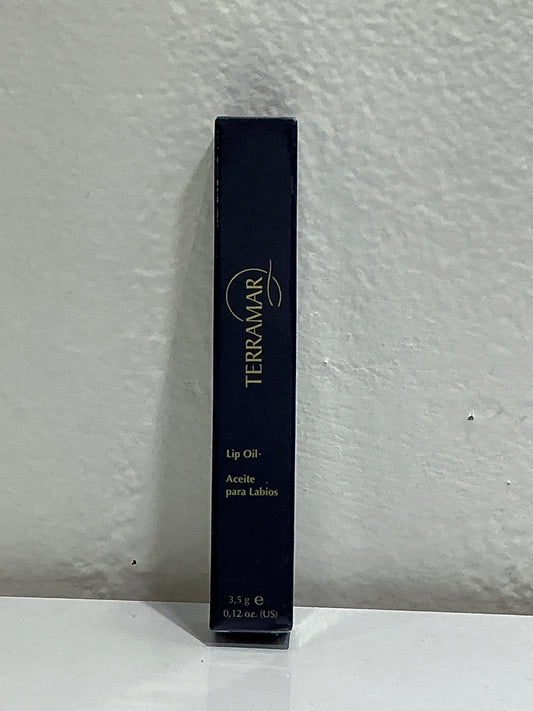 TERRAMAR
Lip Oil
Aceite
para Labios
3,5 g ℮
0,12 oz. (US)